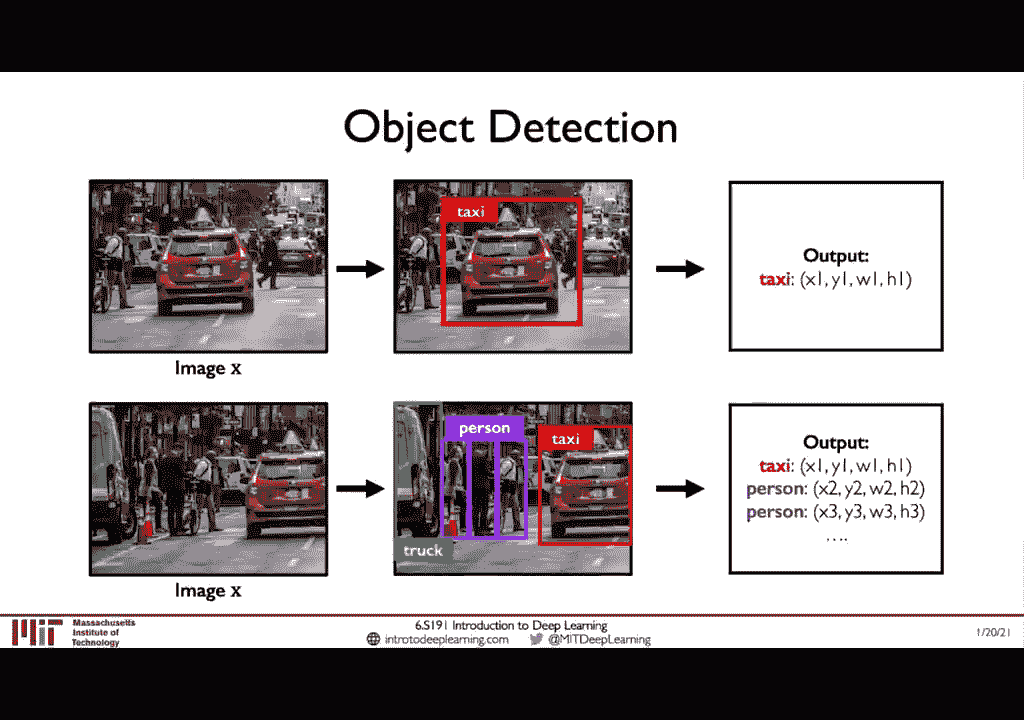 Object Detection
taxi
Output:
taxi: (x1, y1, w1, h1)
Image x
person
taxi
truck
Output:
taxi: (x1, y1, w1, h1)
person: (x2, y2, w2, h2)
person: (x3, y3, w3, h3)
....
Image x
Massachusetts
Institute of
Technology
6.S191 Introduction to Deep Learning
introtodeeplearning.com @MITDeepLearning
1/20/21